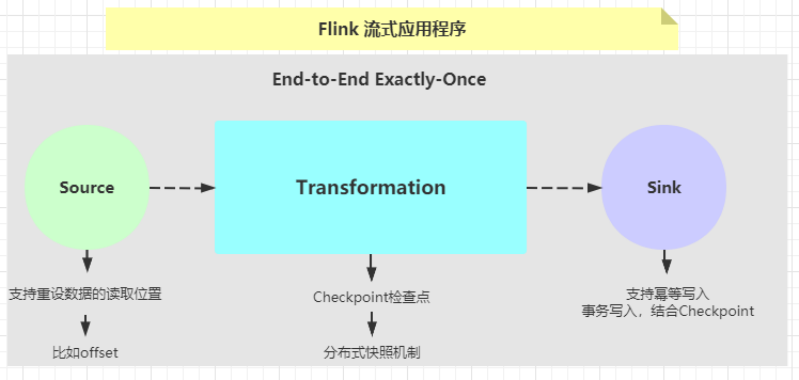 Flink 流式应用程序
End-to-End Exactly-Once
Source
Transformation
Sink
支持重设数据的读取位置
Checkpoint检查点
支持幂等写入
事务写入，结合Checkpoint
比如offset
分布式快照机制